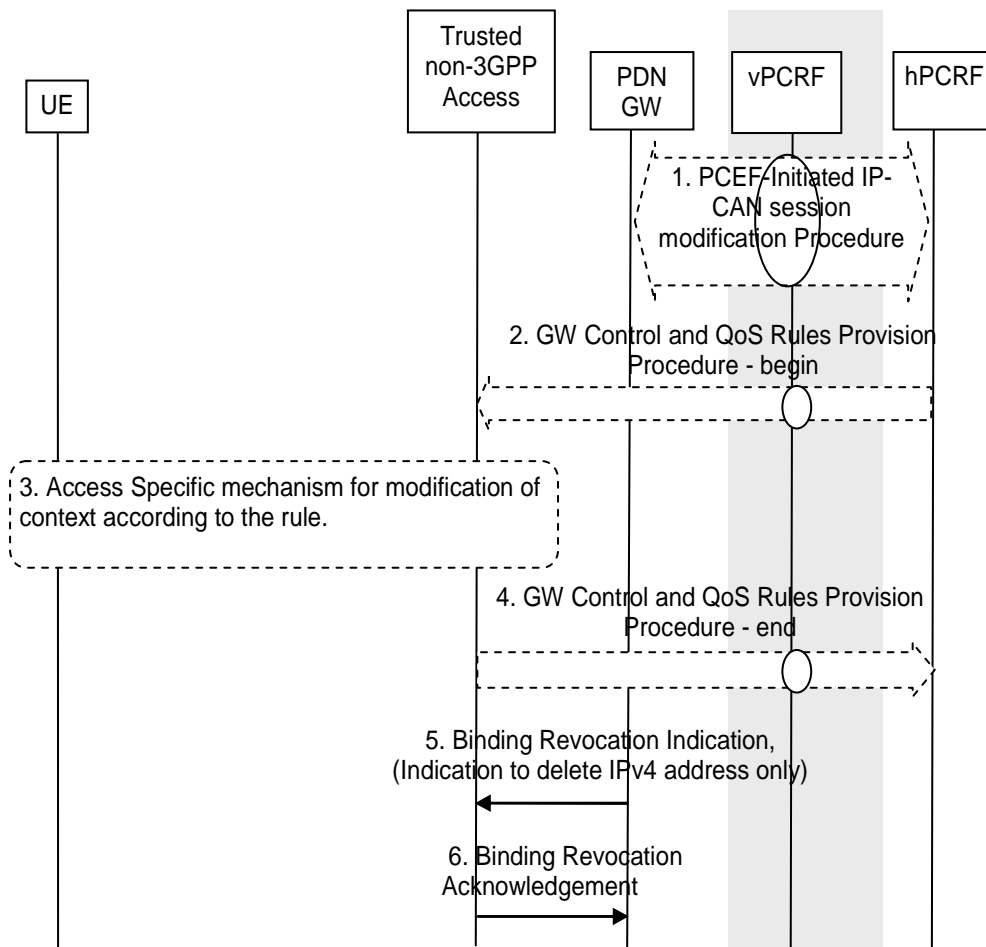 Trusted
non-3GPP
Access
UE
PDN
GW
vPCRF
hPCRF
1. PCEF-Initiated IP-
CAN session
modification Procedure
2. GW Control and QoS Rules Provision
Procedure - begin
3. Access Specific mechanism for modification of
context according to the rule.
4. GW Control and QoS Rules Provision
Procedure - end
5. Binding Revocation Indication,
(Indication to delete IPv4 address only)
6. Binding Revocation
Acknowledgement